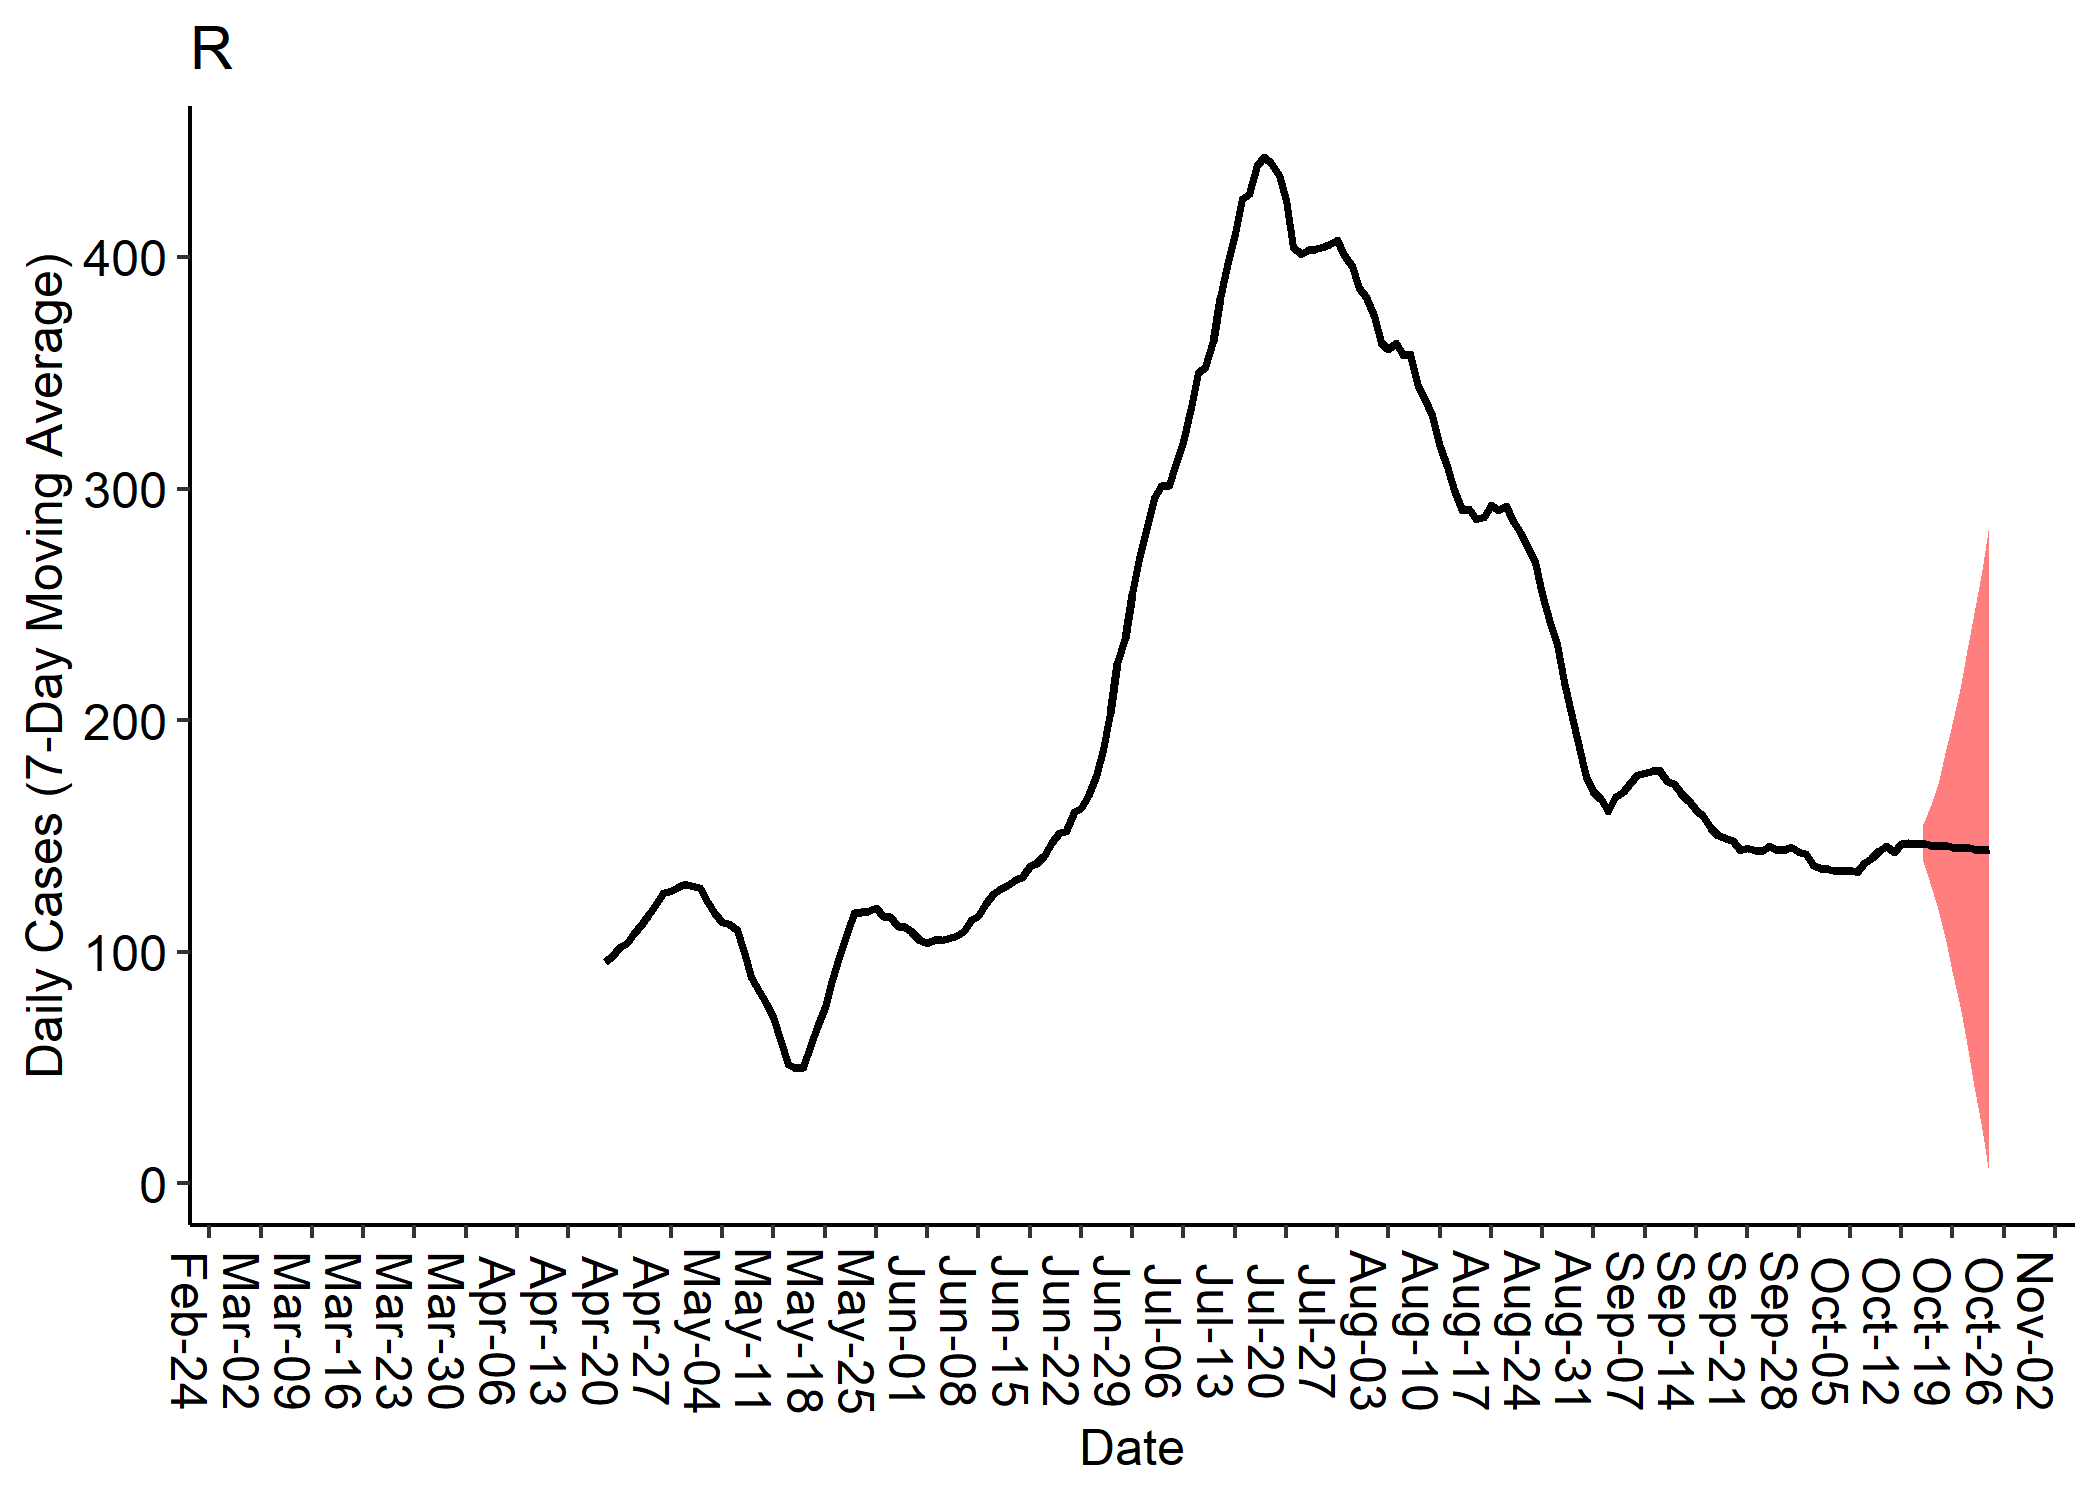 R
Daily Cases (7-Day Moving Average)
400
300
200
100
0
Feb-24
Mar-02
Mar-09
Mar-16
Mar-23
Mar-30
Apr-06
Apr-13
Apr-20
Apr-27
May-04
May-11
May-18
May-25
Jun-01
Jun-08
Jun-15
Jun-22
Jun-29
Jul-06
Jul-13
Jul-20
Jul-27
Aug-03
Aug-10
Aug-17
Aug-24
Aug-31
Sep-07
Sep-14
Sep-21
Sep-28
Oct-05
Oct-12
Oct-19
Oct-26
Nov-02
Date